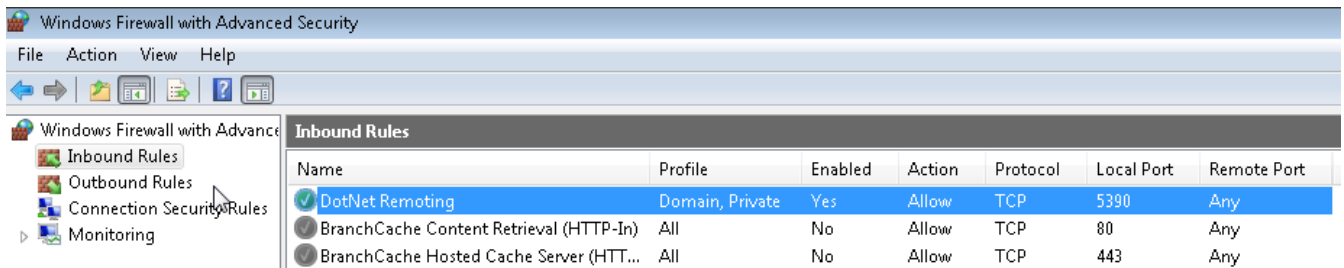 Windows Firewall with Advanced Security
File Action View Help
Windows Firewall with Advance
Inbound Rules
Outbound Rules
Connection Security Rules
Monitoring
Inbound Rules
Name Profile Enabled Action Protocol Local Port Remote Port
DotNet Remoting Domain, Private Yes Allow TCP 5390 Any
BranchCache Content Retrieval (HTTP-In) All No Allow TCP 80 Any
BranchCache Hosted Cache Server (HTT... All No Allow TCP 443 Any